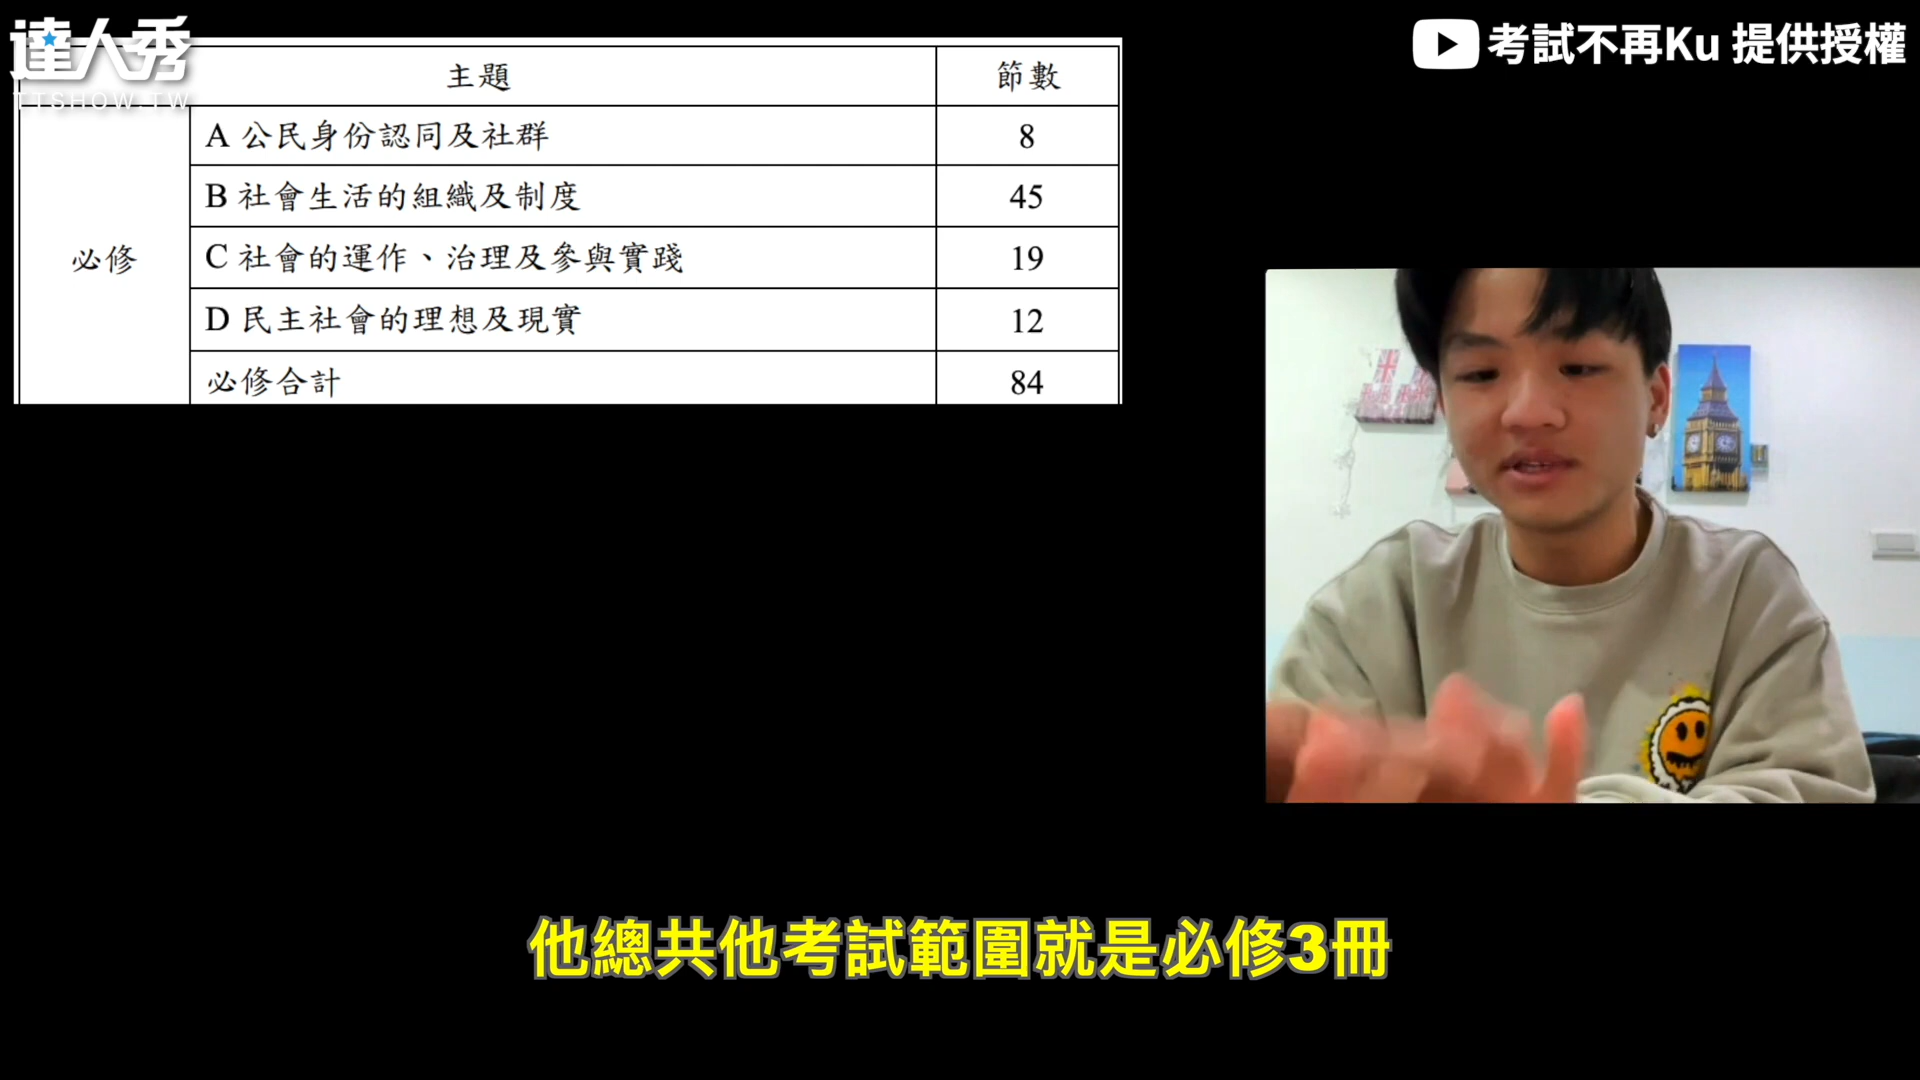 達人秀
TTSHOW.TW
考試不再Ku 提供授權
主題 節數
必修
A 公民身份認同及社群 8
B 社會生活的組織及制度 45
C 社會的運作、治理及參與實踐 19
D 民主社會的理想及現實 12
必修合計 84
他總共他考試範圍就是必修3冊